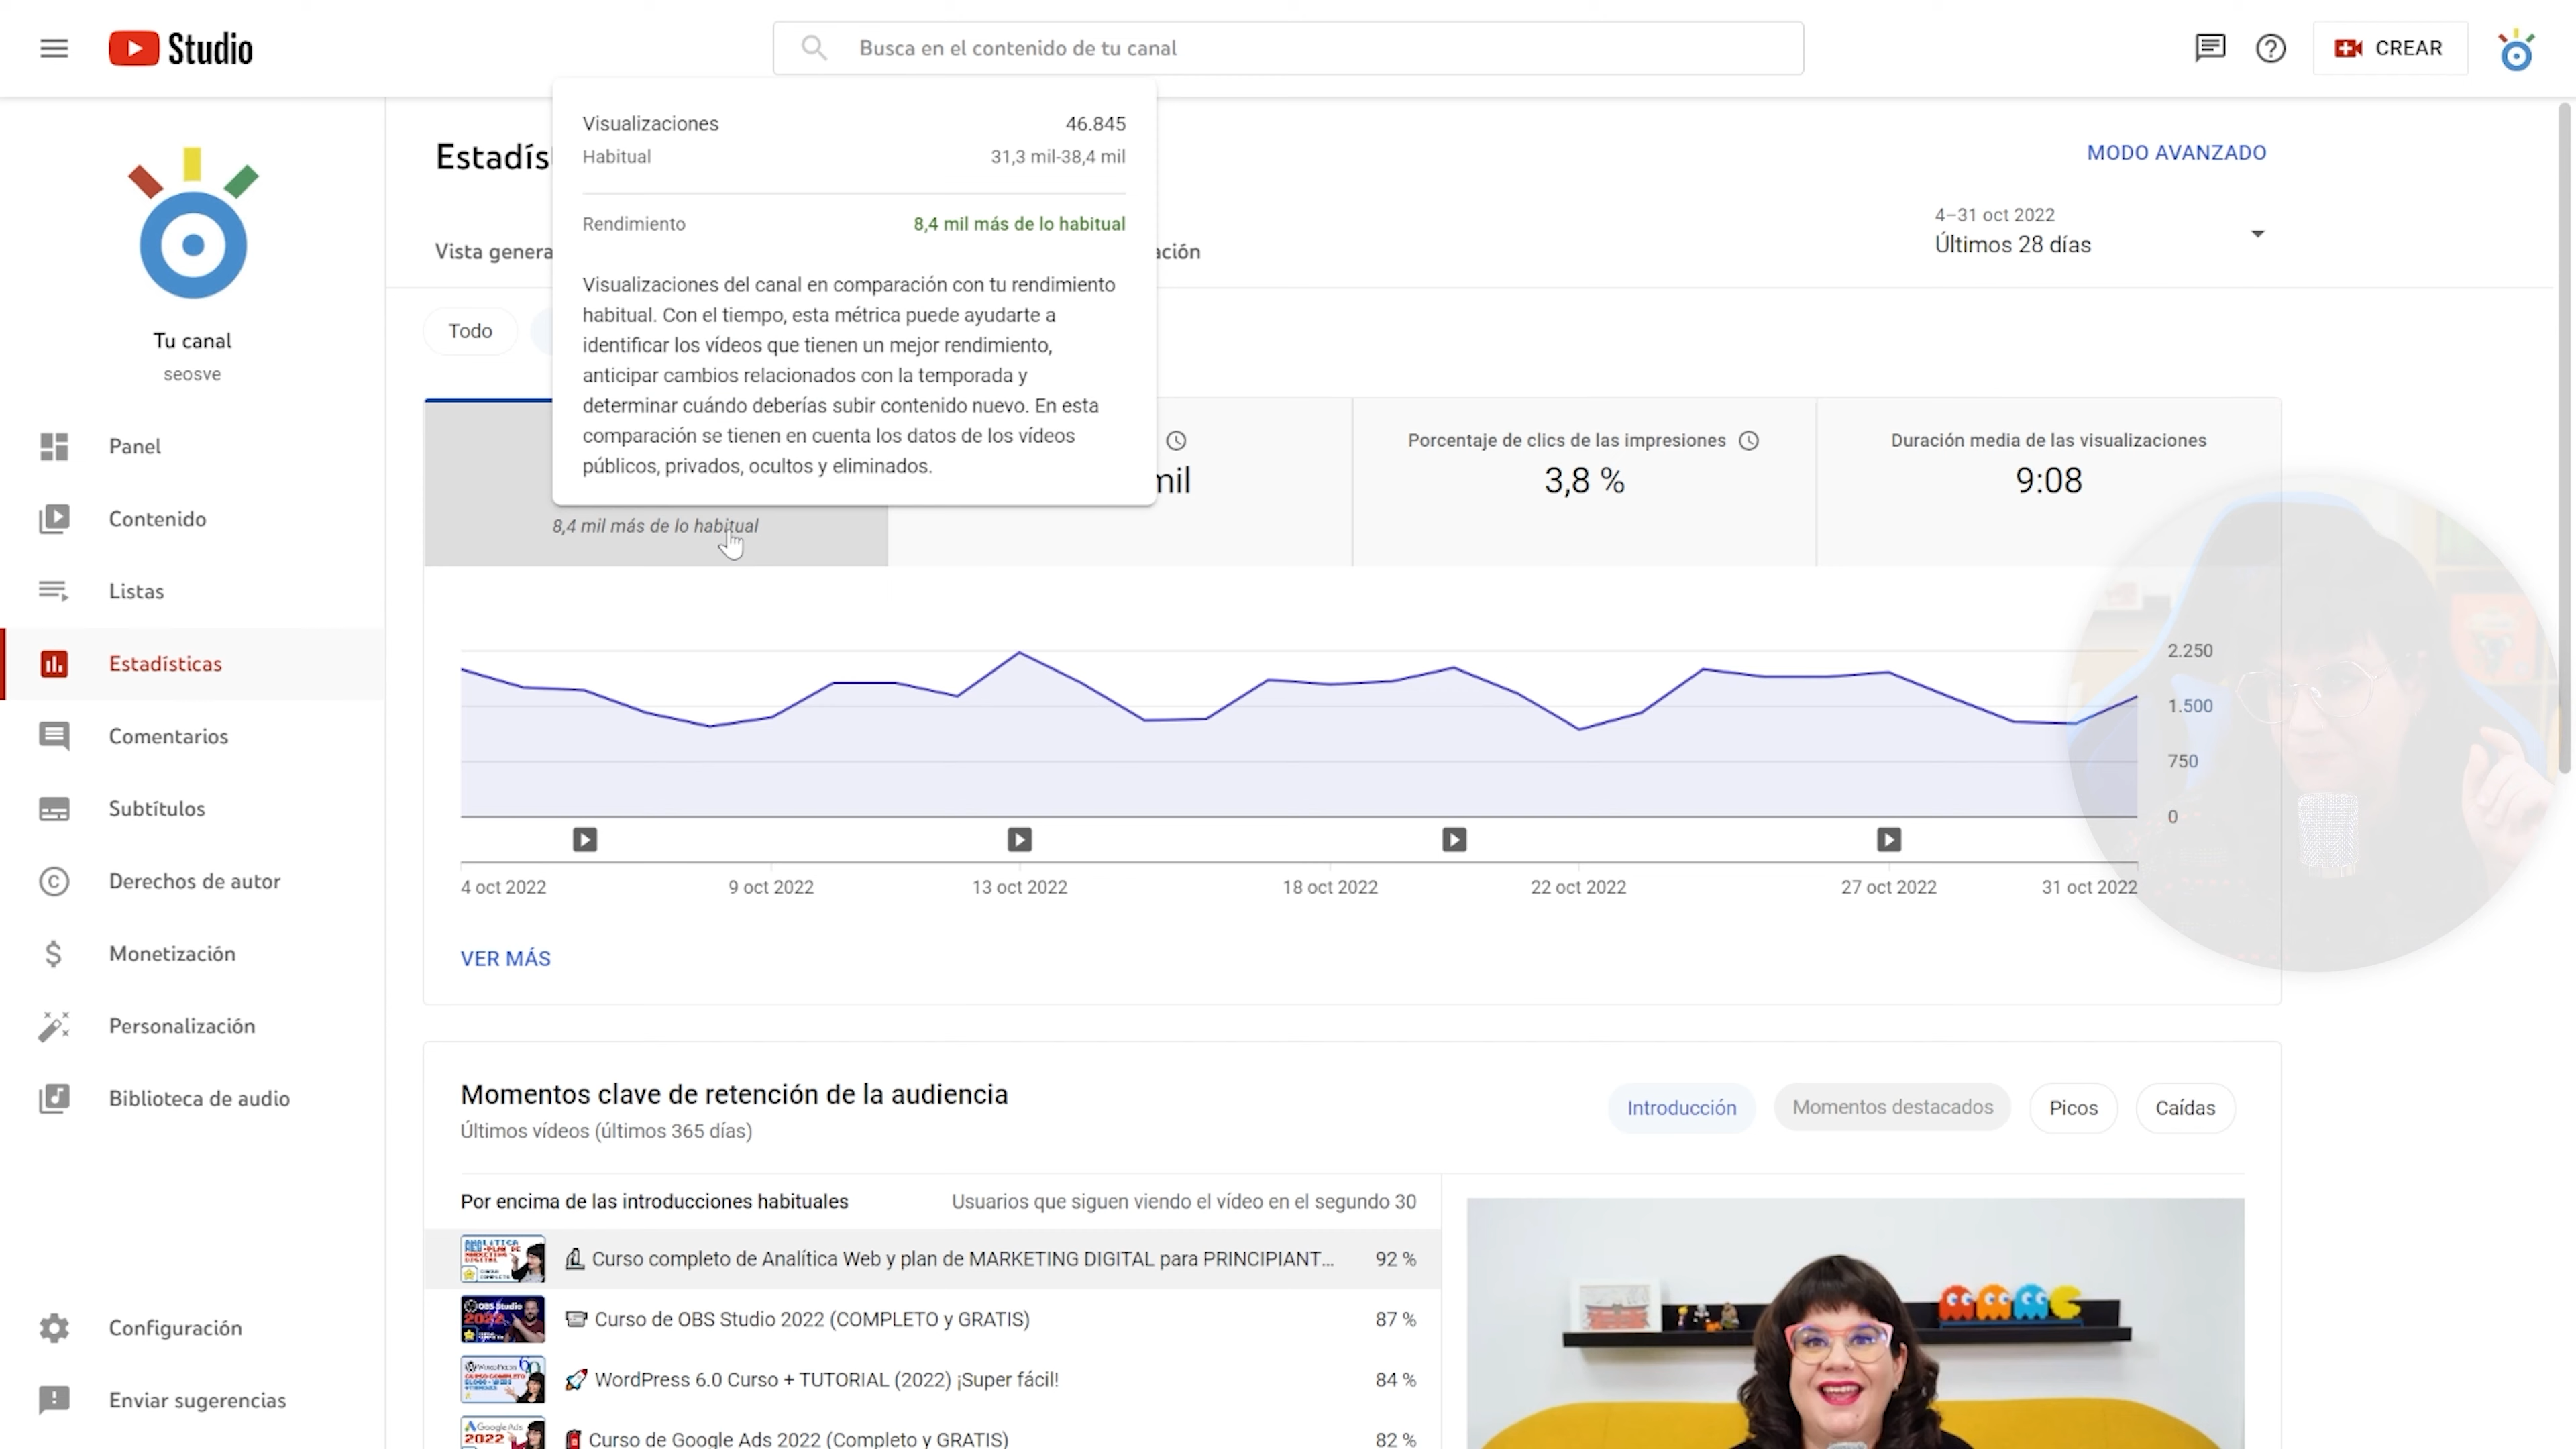 Studio
Busca en el contenido de tu canal
CREAR
Tu canal
seosve
Panel
Contenido
Listas
Estadísticas
Comentarios
Subtítulos
Derechos de autor
Monetización
Personalización
Biblioteca de audio
Configuración
Enviar sugerencias
Estadís
MODO AVANZADO
Vista genera
ación
4–31 oct 2022
Últimos 28 días
Todo
Visualizaciones 46.845
Habitual 31,3 mil-38,4 mil
Rendimiento 8,4 mil más de lo habitual
Visualizaciones del canal en comparación con tu rendimiento
habitual. Con el tiempo, esta métrica puede ayudarte a
identificar los vídeos que tienen un mejor rendimiento,
anticipar cambios relacionados con la temporada y
determinar cuándo deberías subir contenido nuevo. En esta
comparación se tienen en cuenta los datos de los vídeos
públicos, privados, ocultos y eliminados.
8,4 mil más de lo habitual
mil
Porcentaje de clics de las impresiones
3,8 %
Duración media de las visualizaciones
9:08
2.250
1.500
750
0
4 oct 2022 9 oct 2022 13 oct 2022 18 oct 2022 22 oct 2022 27 oct 2022 31 oct 2022
VER MÁS
Momentos clave de retención de la audiencia
Últimos vídeos (últimos 365 días)
Introducción Momentos destacados Picos Caídas
Por encima de las introducciones habituales Usuarios que siguen viendo el vídeo en el segundo 30
Curso completo de Analítica Web y plan de MARKETING DIGITAL para PRINCIPIANT... 92 %
OBS Studio
2022
Curso de OBS Studio 2022 (COMPLETO y GRATIS) 87 %
WordPress 6.0 Curso + TUTORIAL (2022) ¡Super fácil! 84 %
Google Ads
2022
Curso de Google Ads 2022 (Completo y GRATIS) 82 %